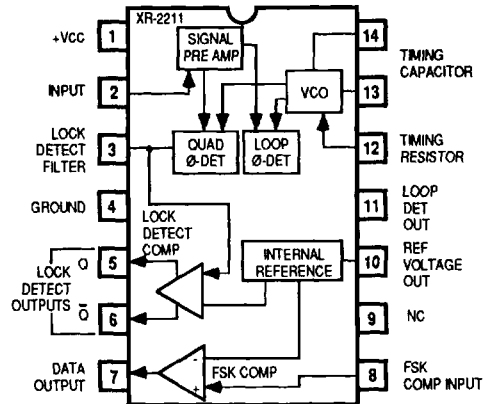 XR-2211
+VCC
1
SIGNAL
PRE AMP
14
TIMING
CAPACITOR
INPUT
2
VCO
13
LOCK
DETECT
FILTER
3
QUAD
Ø-DET
LOOP
Ø-DET
12
TIMING
RESISTOR
GROUND
4
LOCK
DETECT
COMP
11
LOOP
DET
OUT
LOCK
DETECT
OUTPUTS
Q
5
INTERNAL
REFERENCE
10
REF
VOLTAGE
OUT
Q̅
6
9
NC
DATA
OUTPUT
7
-
+
FSK COMP
8
FSK
COMP INPUT